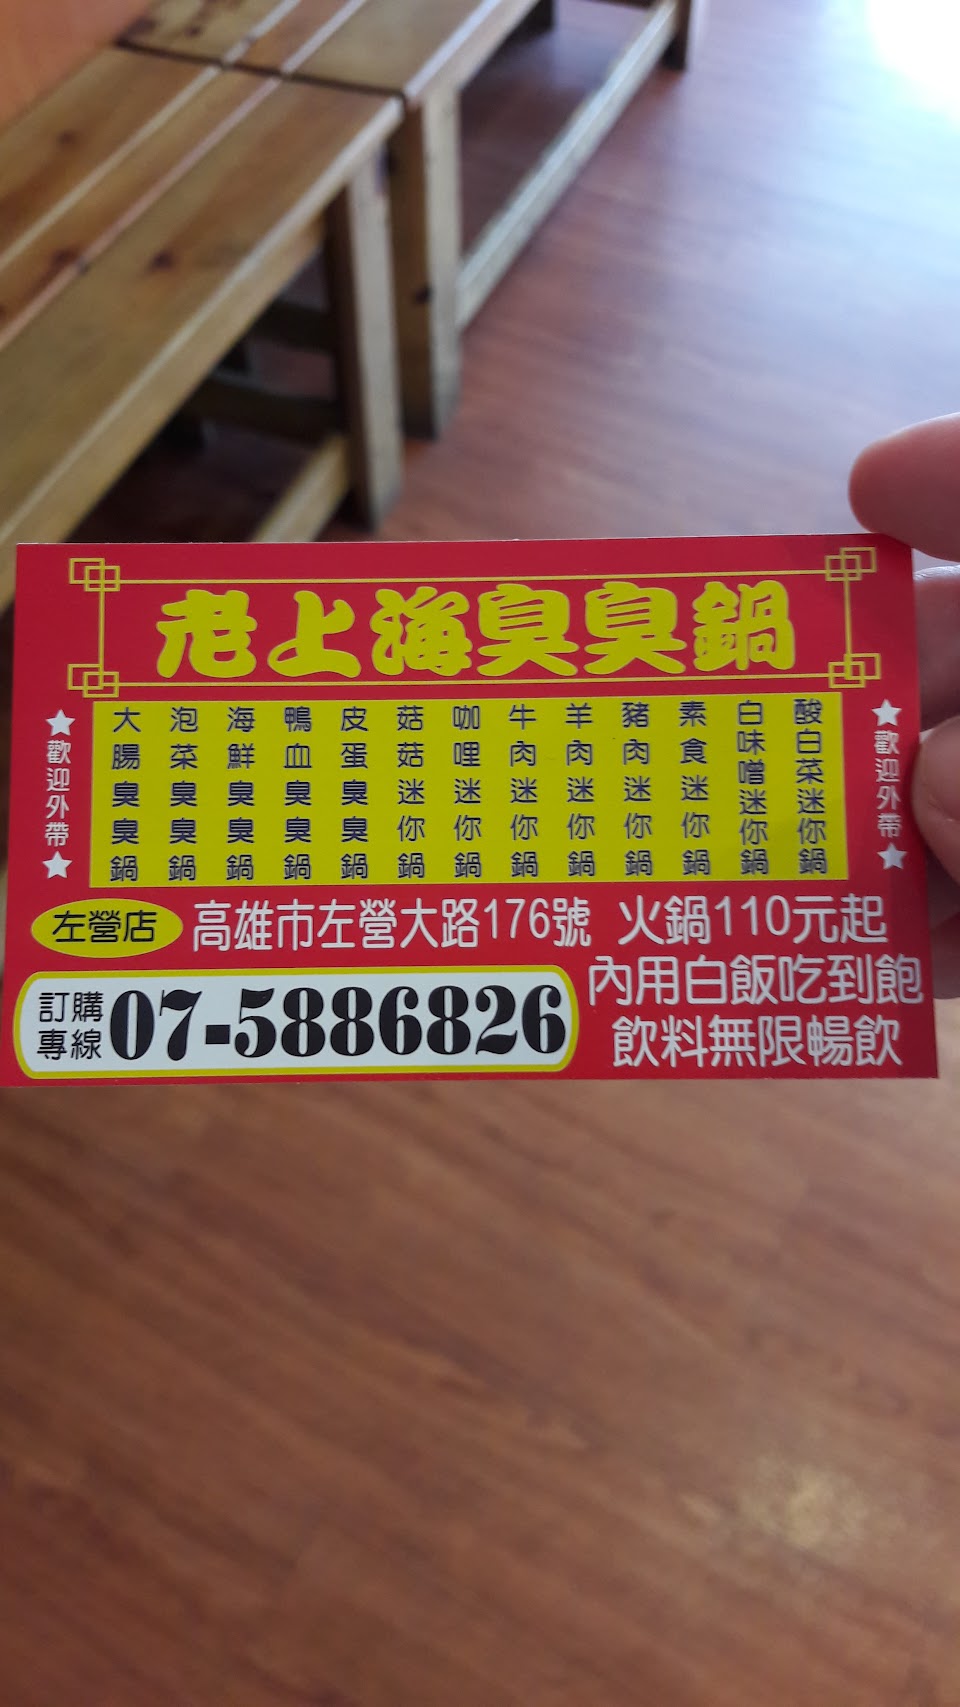 老上海臭臭鍋
歡迎外帶
大腸臭臭鍋
泡菜臭臭鍋
海鮮臭臭鍋
鴨血臭臭鍋
皮蛋臭臭鍋
菇菇迷你鍋
咖哩迷你鍋
牛肉迷你鍋
羊肉迷你鍋
豬肉迷你鍋
素食迷你鍋
白味噌迷你鍋
酸白菜迷你鍋
歡迎外帶
左營店 高雄市左營大路176號 火鍋110元起
訂購專線 07-5886826
內用白飯吃到飽
飲料無限暢飲